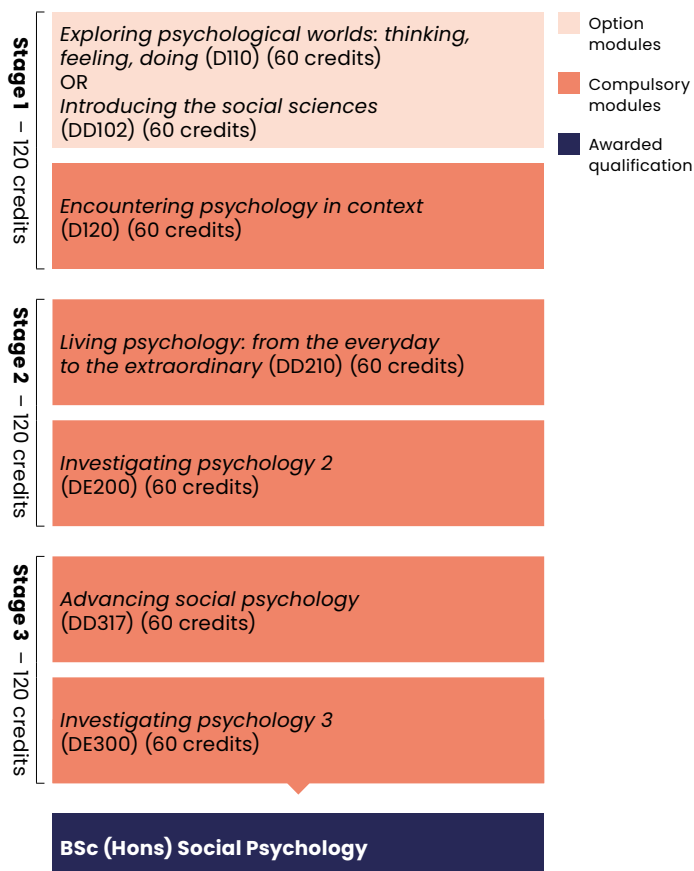 Stage 1 – 120 credits
Exploring psychological worlds: thinking,
feeling, doing (D110) (60 credits)
OR
Introducing the social sciences
(DD102) (60 credits)
Encountering psychology in context
(D120) (60 credits)
Option
modules
Compulsory
modules
Awarded
qualification
Stage 2 – 120 credits
Living psychology: from the everyday
to the extraordinary (DD210) (60 credits)
Investigating psychology 2
(DE200) (60 credits)
Stage 3 – 120 credits
Advancing social psychology
(DD317) (60 credits)
Investigating psychology 3
(DE300) (60 credits)
BSc (Hons) Social Psychology